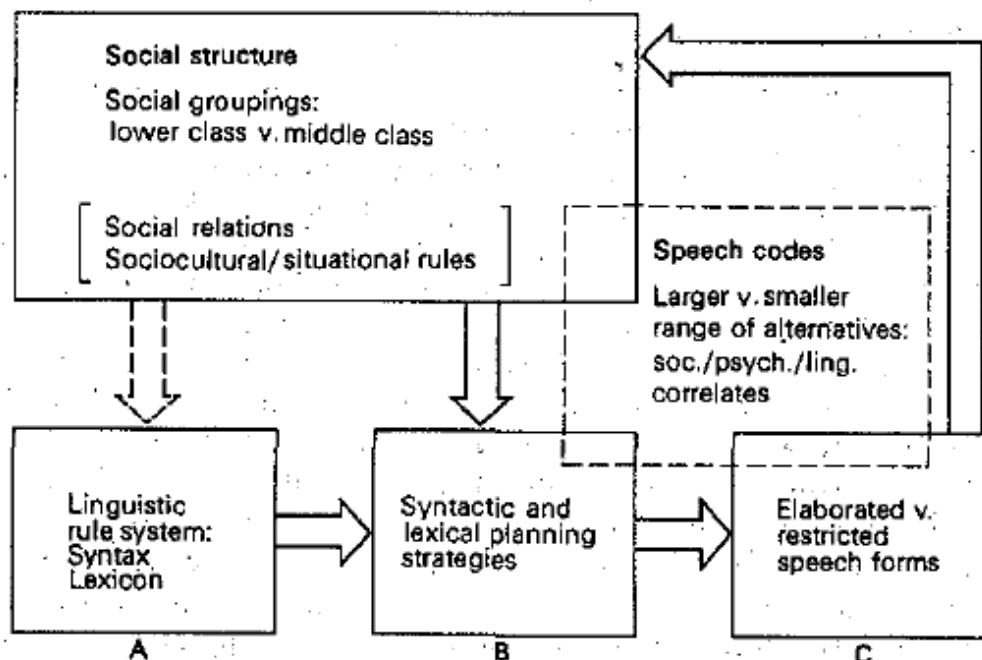 Social structure
Social groupings:
lower class v. middle class
Social relations
Sociocultural/situational rules
Speech codes
Larger v. smaller
range of alternatives:
soc./psych./ling.
correlates
Linguistic
rule system:
Syntax
Lexicon
Syntactic and
lexical planning
strategies
Elaborated v.
restricted
speech forms
A
B
C